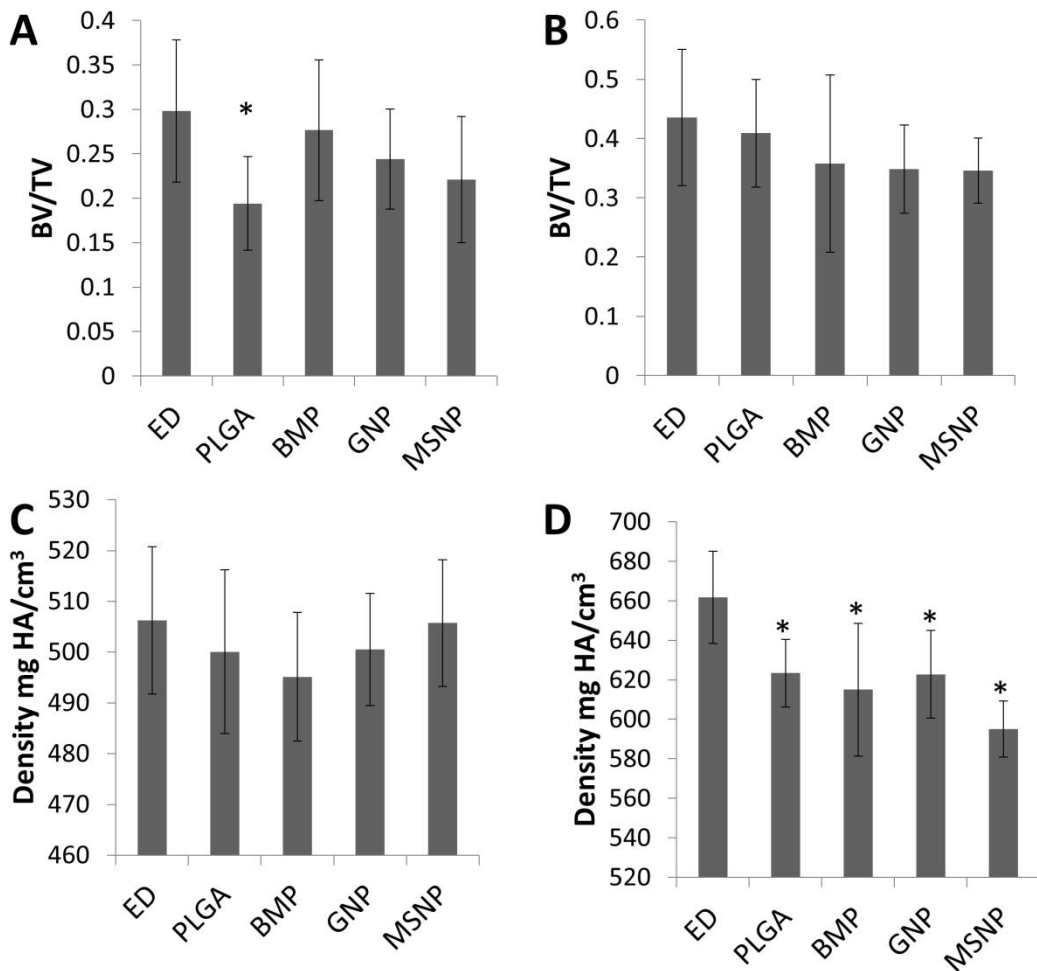 A
BV/TV
0.4
0.35
0.3
0.25
0.2
0.15
0.1
0.05
0
*
ED
PLGA
BMP
GNP
MSNP
B
BV/TV
0.6
0.5
0.4
0.3
0.2
0.1
0
ED
PLGA
BMP
GNP
MSNP
C
Density mg HA/cm³
530
520
510
500
490
480
470
460
ED
PLGA
BMP
GNP
MSNP
D
Density mg HA/cm³
700
680
660
640
620
600
580
560
540
520
*
*
*
*
ED
PLGA
BMP
GNP
MSNP